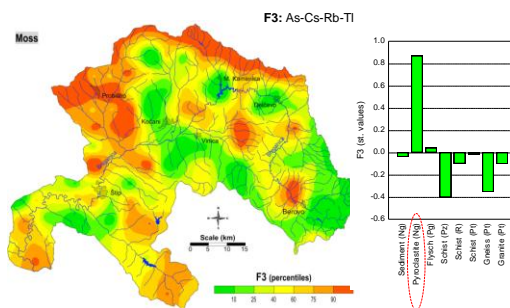 F3: As-Cs-Rb-Tl
Moss
M. Kamenica
Probištip
Delčevo
Kočani
Vinica
Štip
Berovo
Scale (km)
0 5 10
F3 (percentiles)
10 25 40 60 75 90
F3 (st. values)
1.0
0.8
0.6
0.4
0.2
0.0
-0.2
-0.4
-0.6
Sediment (Ng)
Pyroclastite (Ng)
Flysch (Pg)
Schist (Pz)
Schist (R)
Schist (Pt)
Gneiss (Pt)
Granite (Pt)